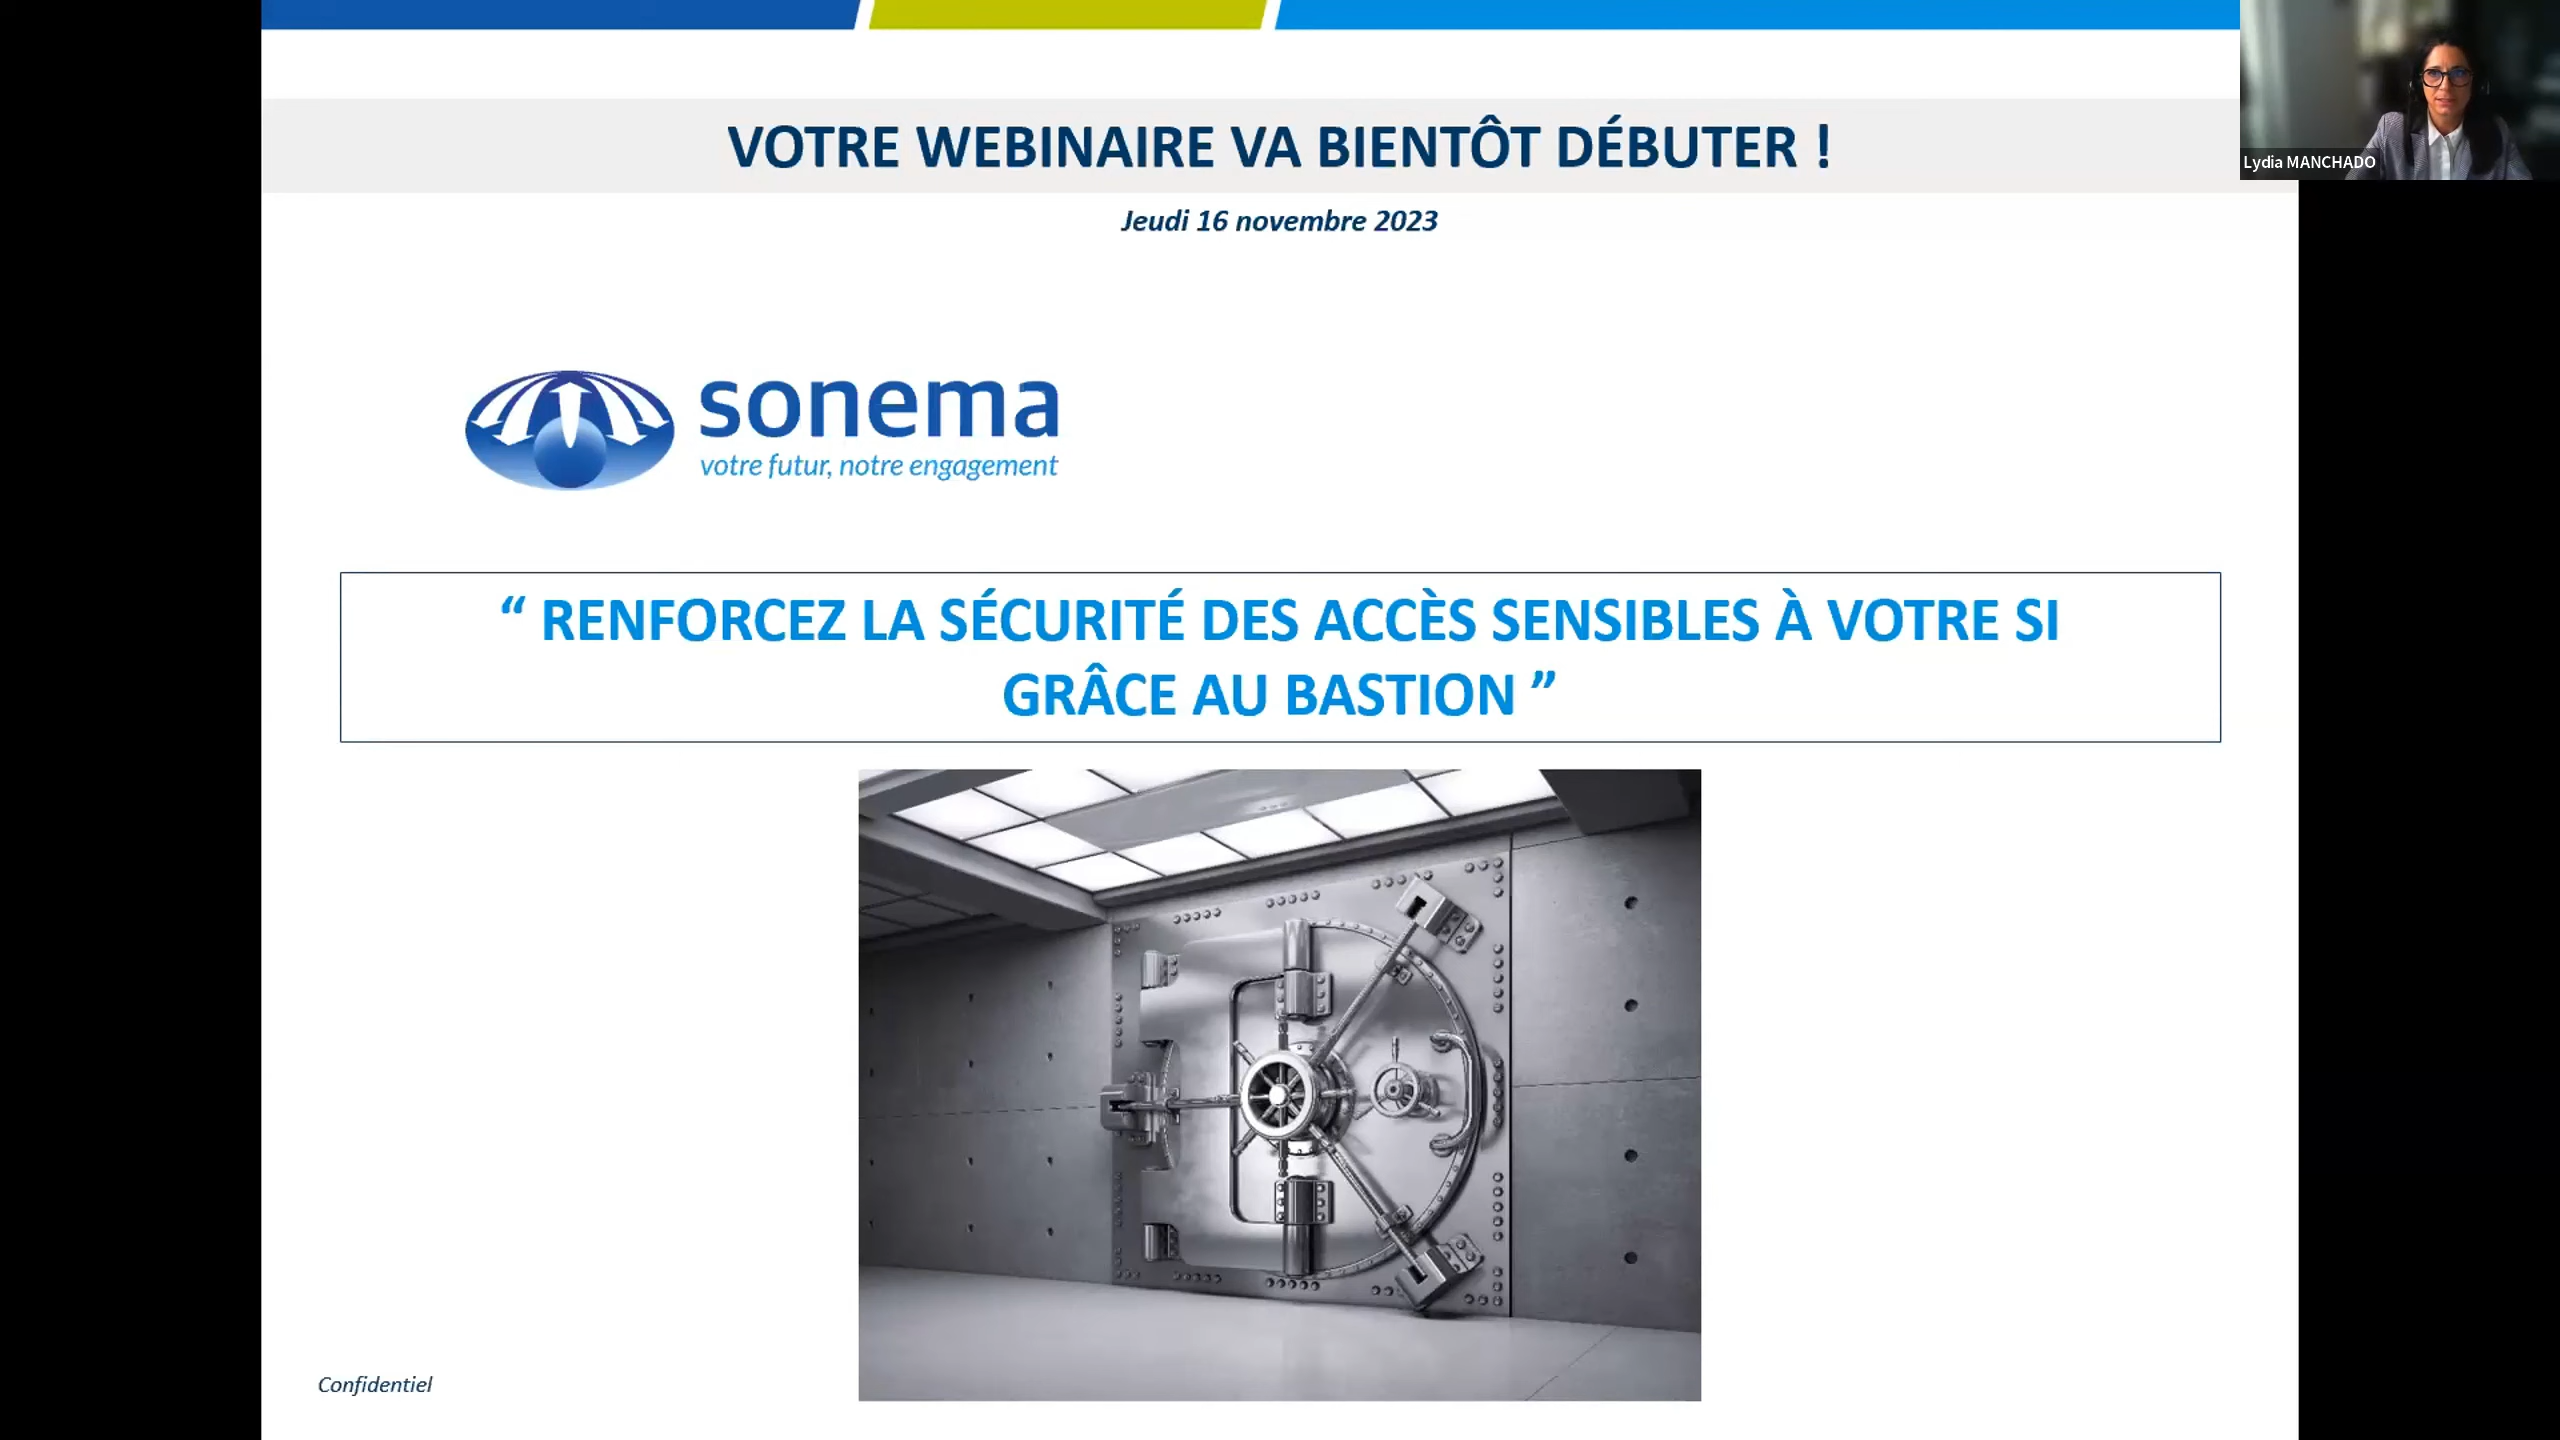 VOTRE WEBINAIRE VA BIENTÔT DÉBUTER !
Lydia MANCHADO
Jeudi 16 novembre 2023
sonema
votre futur, notre engagement
“ RENFORCEZ LA SÉCURITÉ DES ACCÈS SENSIBLES À VOTRE SI
GRÂCE AU BASTION ”
Confidentiel